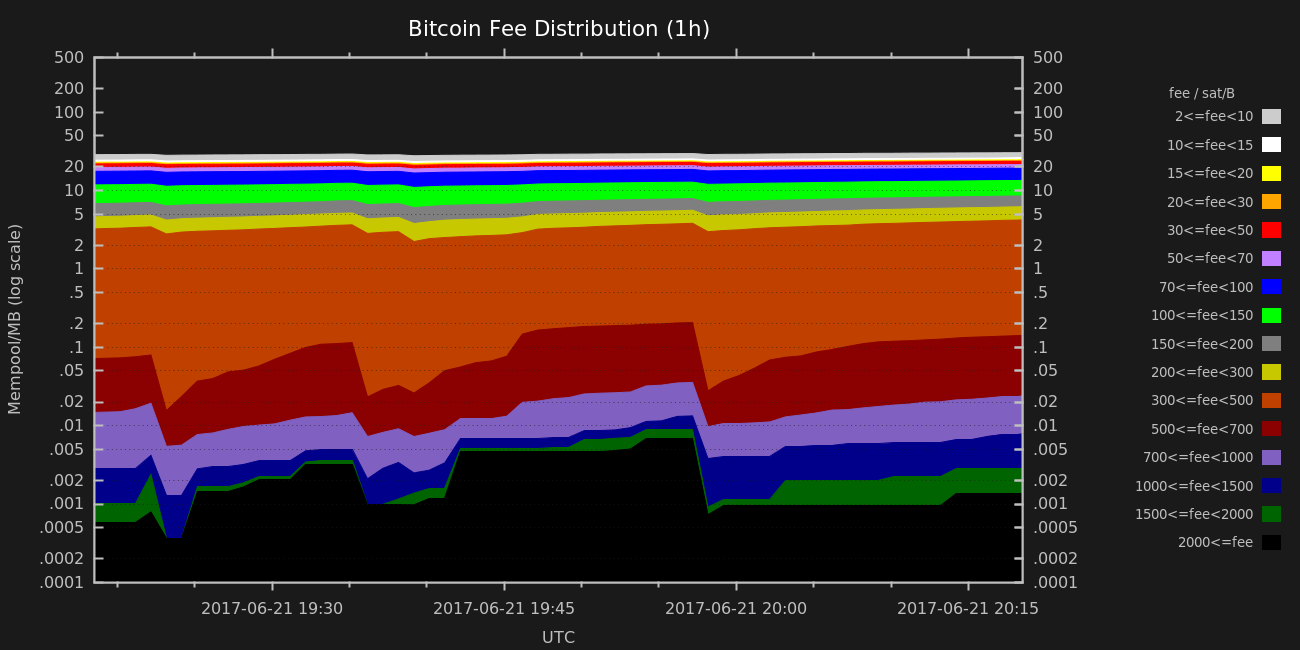 Bitcoin Fee Distribution (1h)
Mempool/MB (log scale)
500
200
100
50
20
10
5
2
1
.5
.2
.1
.05
.02
.01
.005
.002
.001
.0005
.0002
.0001
500
200
100
50
20
10
5
2
1
.5
.2
.1
.05
.02
.01
.005
.002
.001
.0005
.0002
.0001
2017-06-21 19:30
2017-06-21 19:45
2017-06-21 20:00
2017-06-21 20:15
UTC
fee / sat/B
2<=fee<10
10<=fee<15
15<=fee<20
20<=fee<30
30<=fee<50
50<=fee<70
70<=fee<100
100<=fee<150
150<=fee<200
200<=fee<300
300<=fee<500
500<=fee<700
700<=fee<1000
1000<=fee<1500
1500<=fee<2000
2000<=fee